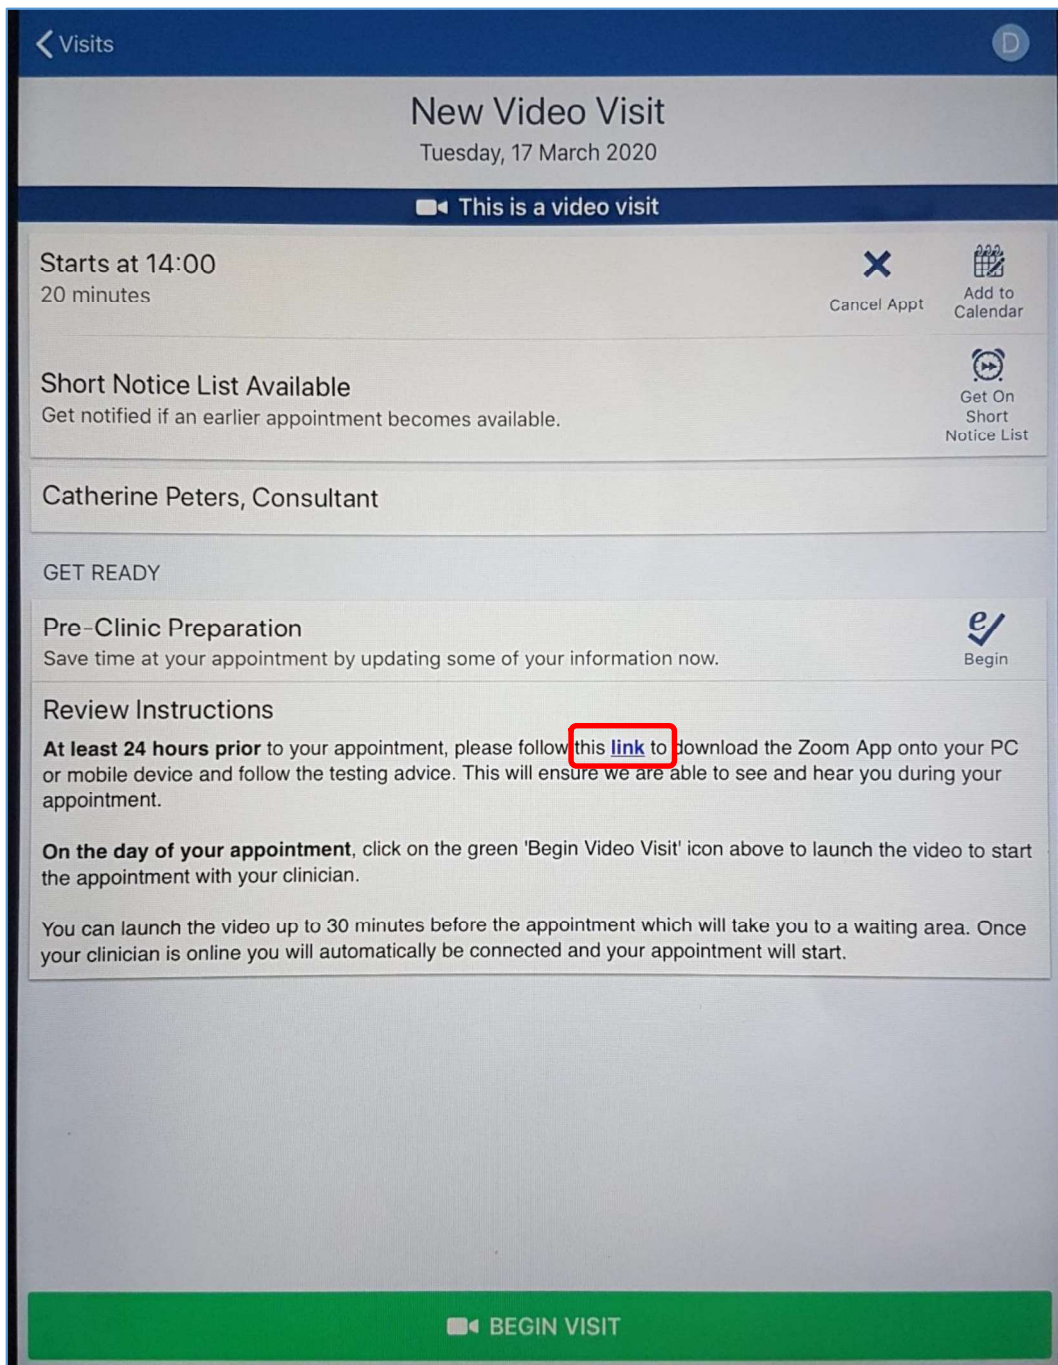 Visits
D
New Video Visit
Tuesday, 17 March 2020
This is a video visit
Starts at 14:00
20 minutes
Cancel Appt
Add to
Calendar
Short Notice List Available
Get notified if an earlier appointment becomes available.
Get On
Short
Notice List
Catherine Peters, Consultant
GET READY
Pre-Clinic Preparation
Save time at your appointment by updating some of your information now.
Begin
Review Instructions
At least 24 hours prior to your appointment, please follow this link to download the Zoom App onto your PC
or mobile device and follow the testing advice. This will ensure we are able to see and hear you during your
appointment.
On the day of your appointment, click on the green 'Begin Video Visit' icon above to launch the video to start
the appointment with your clinician.
You can launch the video up to 30 minutes before the appointment which will take you to a waiting area. Once
your clinician is online you will automatically be connected and your appointment will start.
BEGIN VISIT